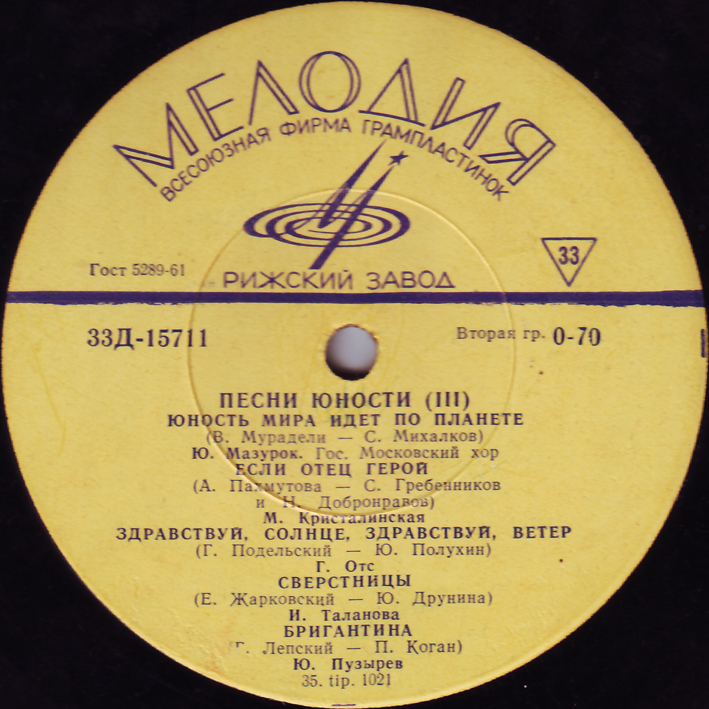 МЕЛОДИЯ
ВСЕСОЮЗНАЯ ФИРМА ГРАМПЛАСТИНОК
Гост 5289-61
РИЖСКИЙ ЗАВОД
33
33Д-15711
Вторая гр. 0-70
ПЕСНИ ЮНОСТИ (III)
ЮНОСТЬ МИРА ИДЕТ ПО ПЛАНЕТЕ
(В. Мурадели — С. Михалков)
Ю. Мазурок. Гос. Московский хор
ЕСЛИ ОТЕЦ ГЕРОЙ
(А. Пахмутова — С. Гребенников
и Н. Добронравов)
М. Кристалинская
ЗДРАВСТВУЙ, СОЛНЦЕ, ЗДРАВСТВУЙ, ВЕТЕР
(Г. Подельский — Ю. Полухин)
Г. Отс
СВЕРСТНИЦЫ
(Е. Жарковский — Ю. Друнина)
И. Таланова
БРИГАНТИНА
Лепский — П. Коган)
Ю. Пузырев
35. tip. 1021